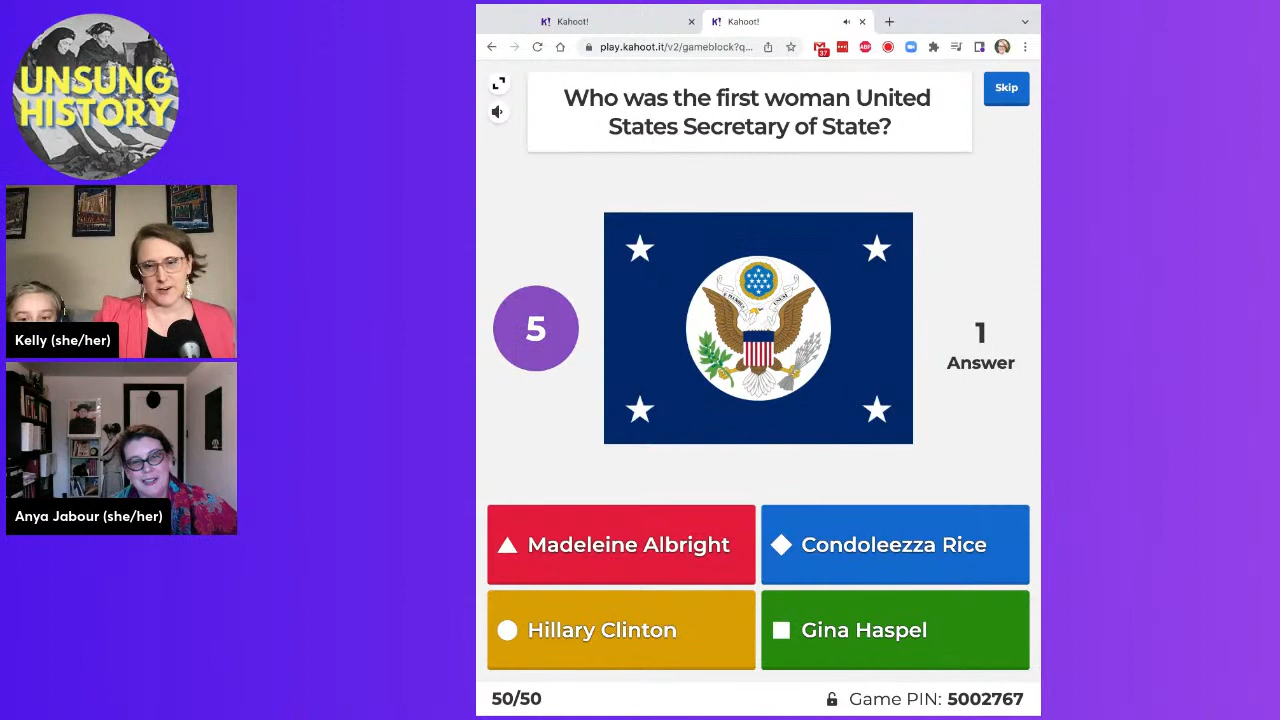 UNSUNG
HISTORY
Kelly (she/her)
Anya Jabour (she/her)
Kahoot!
Kahoot!
play.kahoot.it/v2/gameblock?q...
37
ABP
Who was the first woman United
States Secretary of State?
Skip
5
1
Answer
Madeleine Albright
Condoleezza Rice
Hillary Clinton
Gina Haspel
50/50
Game PIN: 5002767